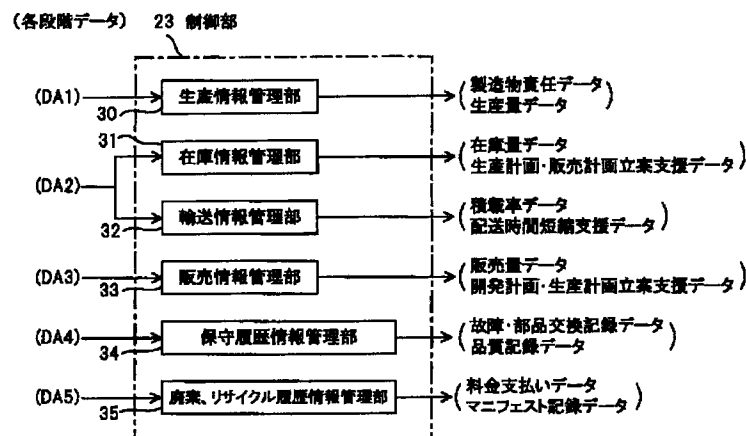 (各段階データ) 23 制御部
(DA1) 生産情報管理部 製造物責任データ
30 生産量データ
31 在庫量データ
在庫情報管理部 生産計画・販売計画立案支援データ
(DA2)
輸送情報管理部 積載率データ
32 配送時間短縮支援データ
(DA3) 販売情報管理部 販売量データ
33 開発計画・生産計画立案支援データ
(DA4) 保守履歴情報管理部 故障・部品交換記録データ
34 品質記録データ
(DA5) 廃棄、リサイクル履歴情報管理部 料金支払いデータ
35 マニフェスト記録データ